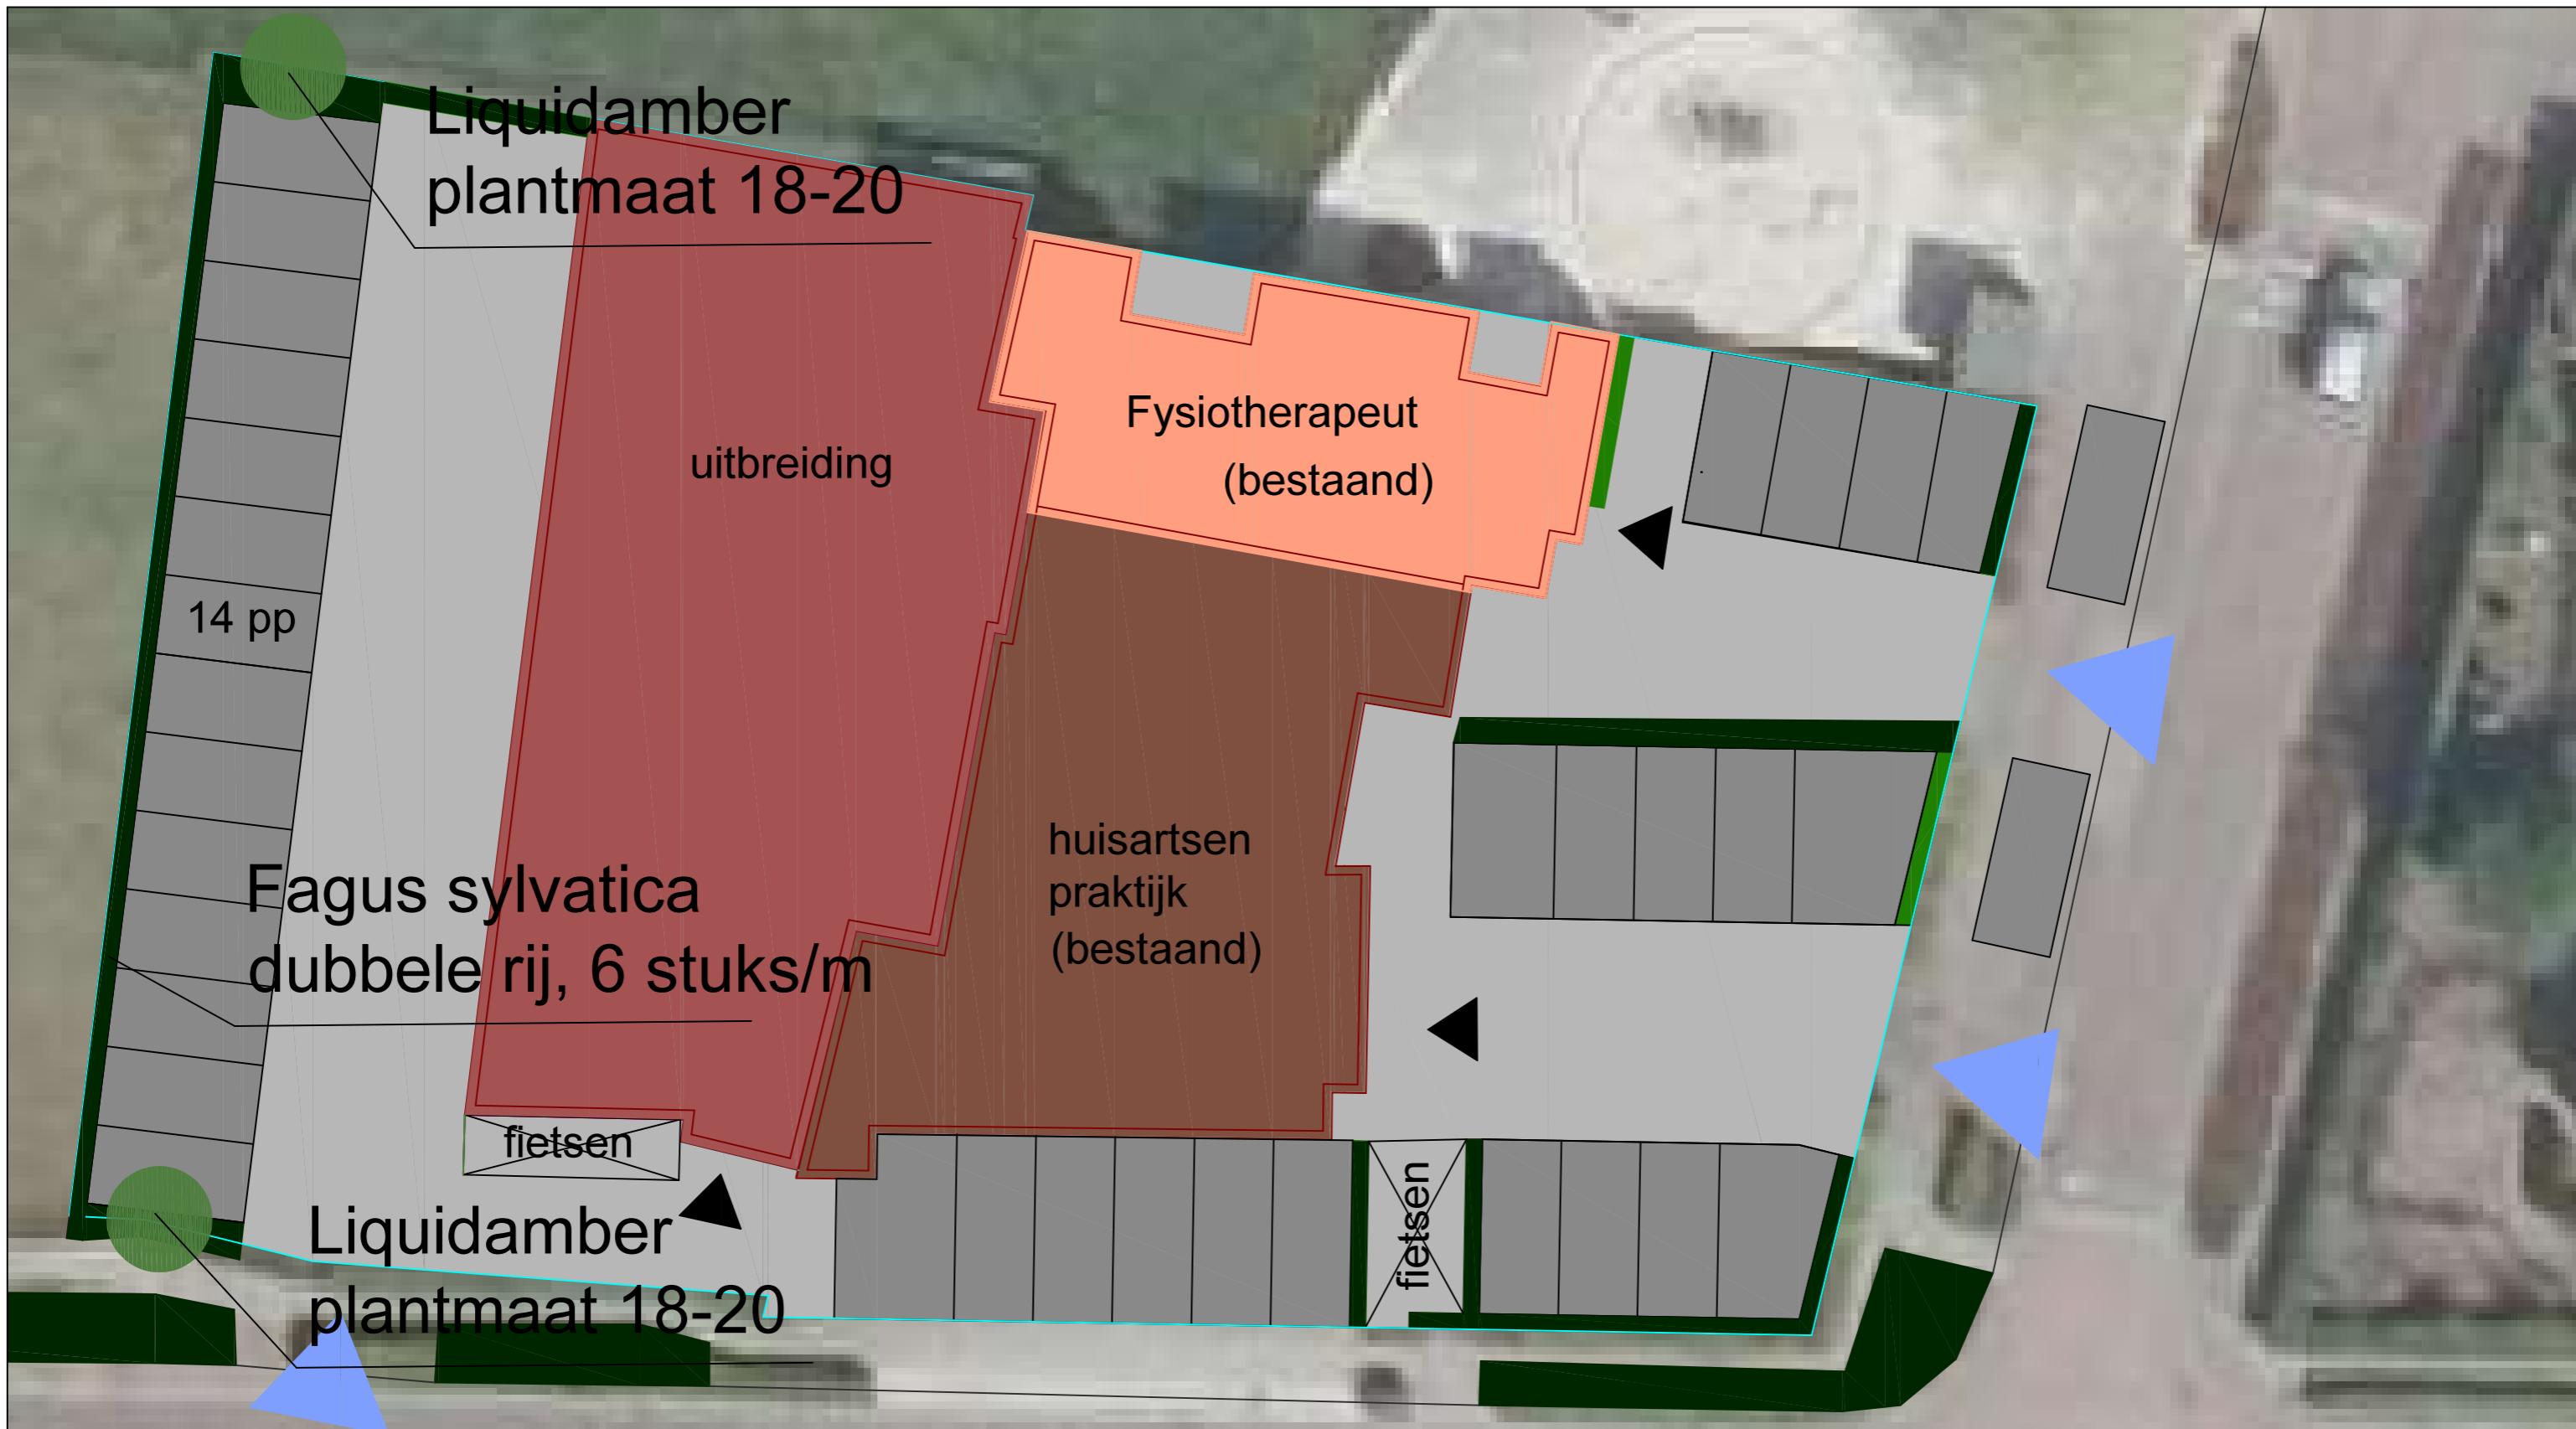 Liquidamber
plantmaat 18-20
uitbreiding
Fysiotherapeut
(bestaand)
14 pp
huisartsen
praktijk
(bestaand)
Fagus sylvatica
dubbele rij, 6 stuks/m
fietsen
fietsen
Liquidamber
plantmaat 18-20